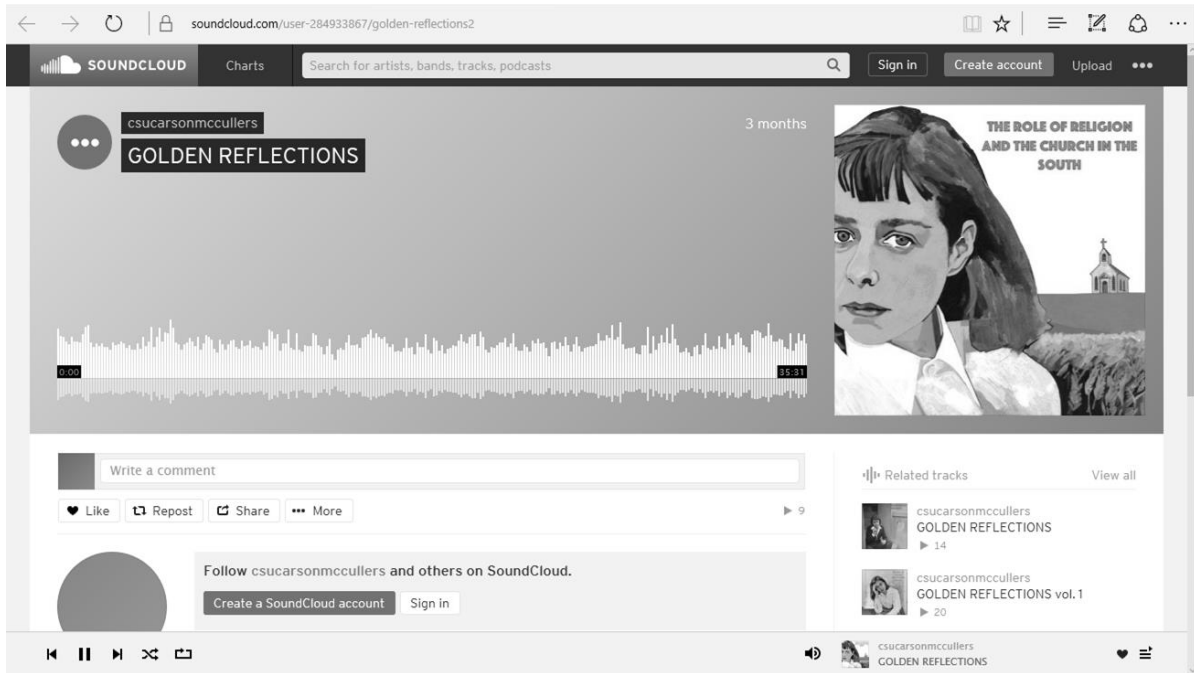 soundcloud.com/user-284933867/golden-reflections2
SOUNDCLOUD
Charts
Search for artists, bands, tracks, podcasts
Sign in
Create account
Upload
csucarsonmccullers
3 months
GOLDEN REFLECTIONS
THE ROLE OF RELIGION
AND THE CHURCH IN THE
SOUTH
0:00
35:31
Write a comment
Like
Repost
Share
More
9
Follow csucarsonmccullers and others on SoundCloud.
Create a SoundCloud account
Sign in
Related tracks
View all
csucarsonmccullers
GOLDEN REFLECTIONS
14
csucarsonmccullers
GOLDEN REFLECTIONS vol. 1
20
csucarsonmccullers
GOLDEN REFLECTIONS